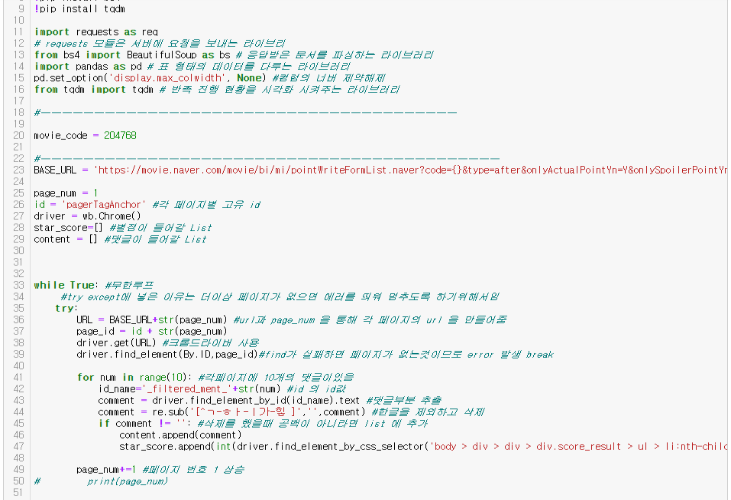 9 !pip install tqdm
10
11 import requests as req
12 # requests 모듈은 서버에 요청을 보내는 라이브리
13 from bs4 import BeautifulSoup as bs # 응답받은 문서를 파싱하는 라이브러리
14 import pandas as pd # 표 형태의 데이터를 다루는 라이브러리
15 pd.set_option('display.max_colwidth', None) #컬럼의 너비 제약해제
16 from tqdm import tqdm # 반복 진행 현황을 시각화 시켜주는 라이브러리
17
18 #─────────────────────────────────────
19
20 movie_code = 204768
21
22 #─────────────────────────────────────────
23 BASE_URL = 'https://movie.naver.com/movie/bi/mi/pointWriteFormList.naver?code={}&type=after&onlyActualPointYn=Y&onlySpoilerPointYn
24
25 page_num = 1
26 id = 'pagerTagAnchor' #각 페이지별 고유 id
27 driver = wb.Chrome()
28 star_score=[] #별점이 들어갈 List
29 content = [] #댓글이 들어갈 List
30
31
32
33 while True: #무한루프
34 #try except에 넣은 이유는 더이상 페이지가 없으면 에러를 띄워 멈추도록 하기위해서임
35 try:
36 URL = BASE_URL+str(page_num) #url과 page_num 을 통해 각 페이지의 url 을 만들어줌
37 page_id = id + str(page_num)
38 driver.get(URL) #크롬드라이버 사용
39 driver.find_element(By.ID,page_id)#find가 실패하면 페이지가 없는것이므로 error 발생 break
40
41 for num in range(10): #각페이지에 10개의 댓글이있음
42 id_name='_filtered_ment_'+str(num) #id 의 id값
43 comment = driver.find_element_by_id(id_name).text #댓글부분 추출
44 comment = re.sub('[^ㄱ-ㅎㅏ-ㅣ가-힣 ]','',comment) #한글을 제외하고 삭제
45 if comment != '': #삭제를 했을때 공백이 아니라면 list 에 추가
46 content.append(comment)
47 star_score.append(int(driver.find_element_by_css_selector('body > div > div > div.score_result > ul > li:nth-child
48
49 page_num+=1 #페이지 번호 1 상승
50 # print(page_num)
51